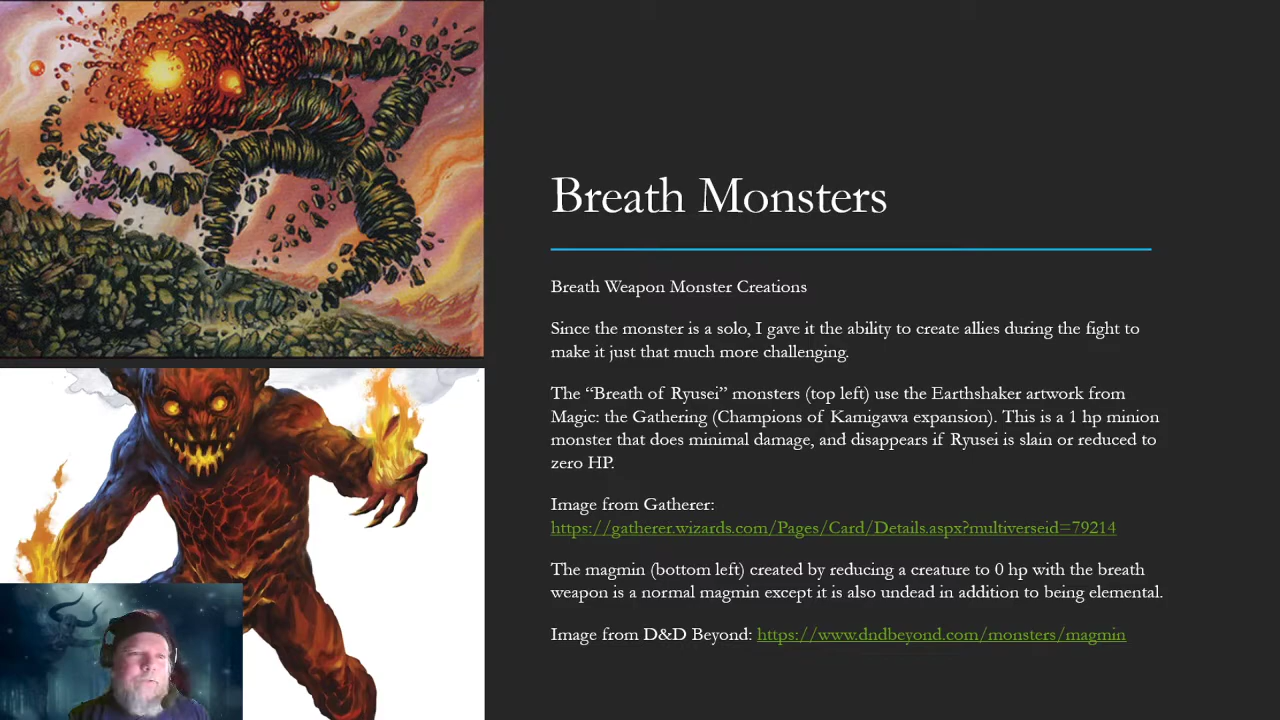 Breath Monsters
Breath Weapon Monster Creations
Since the monster is a solo, I gave it the ability to create allies during the fight to
make it just that much more challenging.
The “Breath of Ryusei” monsters (top left) use the Earthshaker artwork from
Magic: the Gathering (Champions of Kamigawa expansion). This is a 1 hp minion
monster that does minimal damage, and disappears if Ryusei is slain or reduced to
zero HP.
Image from Gatherer:
https://gatherer.wizards.com/Pages/Card/Details.aspx?multiverseid=79214
The magmin (bottom left) created by reducing a creature to 0 hp with the breath
weapon is a normal magmin except it is also undead in addition to being elemental.
Image from D&D Beyond: https://www.dndbeyond.com/monsters/magmin